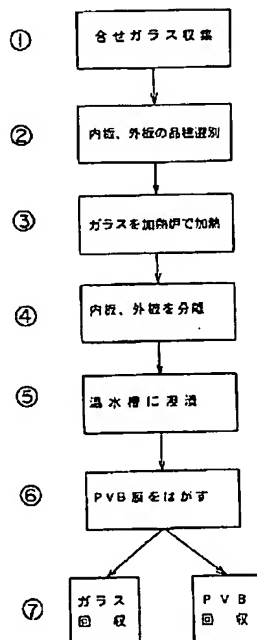 ① 合せガラス収集
② 内板、外板の品種選別
③ ガラスを加熱炉で加熱
④ 内板、外板を分離
⑤ 温水槽に浸漬
⑥ PVB膜をはがす
⑦ ガラス回収 PVB回収